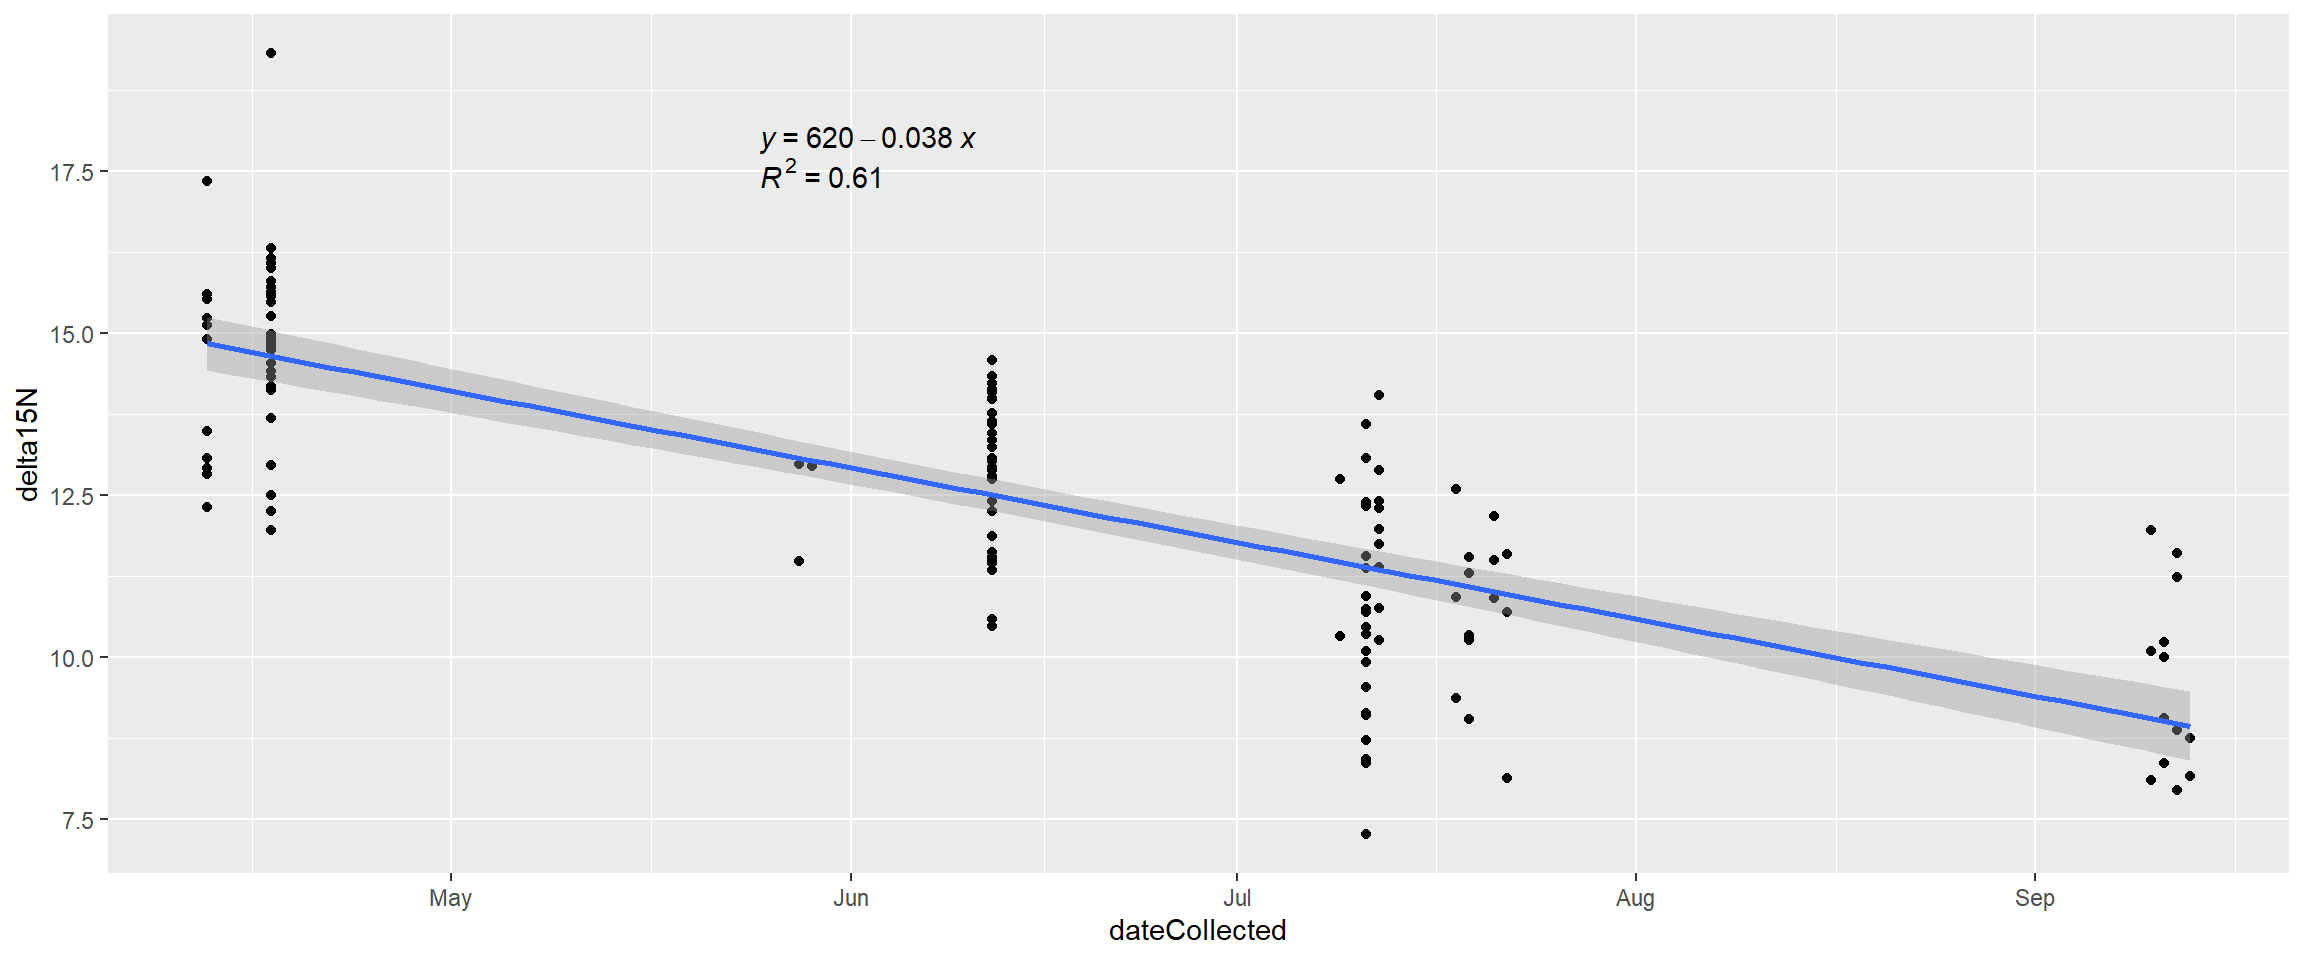 y = 620 − 0.038 x
R² = 0.61
17.5
15.0
12.5
10.0
7.5
delta15N
May Jun Jul Aug Sep
dateCollected